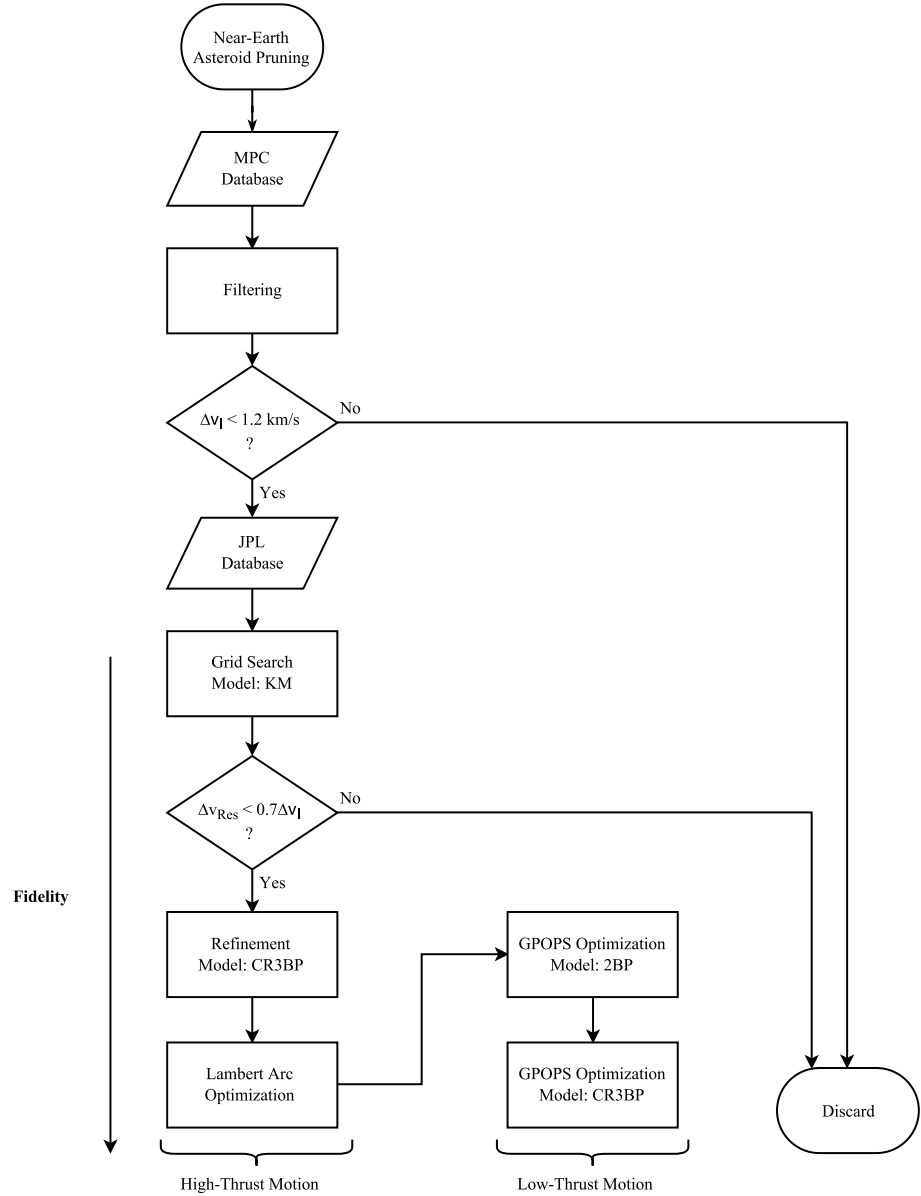 Near-Earth
Asteroid Pruning
MPC
Database
Filtering
Δv_I < 1.2 km/s
?
No
Yes
JPL
Database
Grid Search
Model: KM
Δv_Res < 0.7Δv_I
?
No
Yes
Fidelity
Refinement
Model: CR3BP
GPOPS Optimization
Model: 2BP
Lambert Arc
Optimization
GPOPS Optimization
Model: CR3BP
Discard
High-Thrust Motion
Low-Thrust Motion